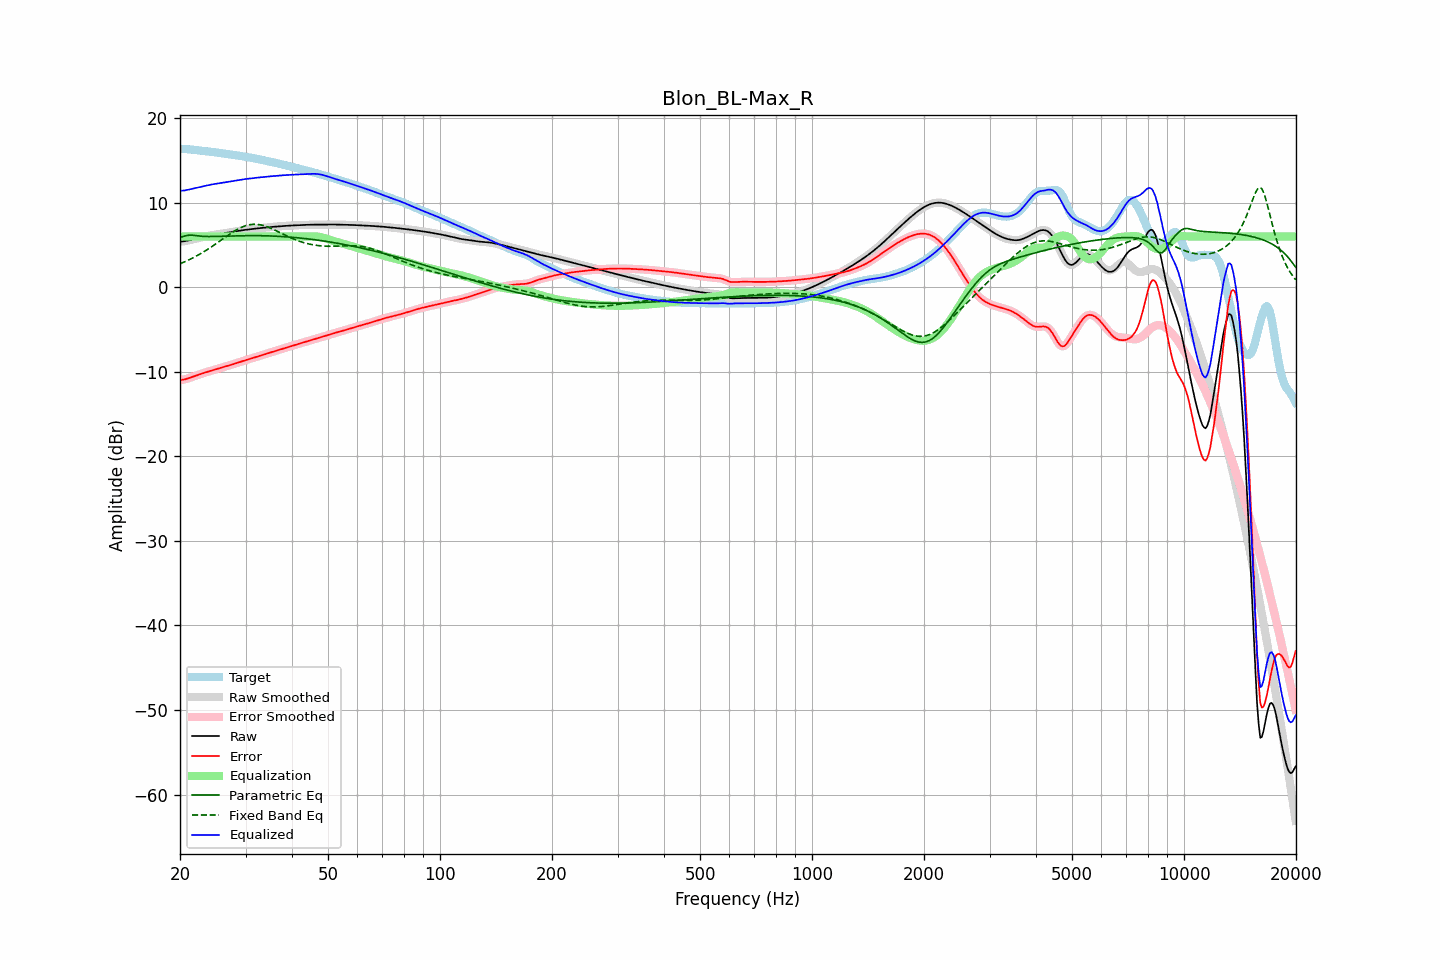 Blon_BL-Max_R
20
10
0
−10
−20
−30
−40
−50
−60
Amplitude (dBr)
Target
Raw Smoothed
Error Smoothed
Raw
Error
Equalization
Parametric Eq
Fixed Band Eq
Equalized
20 50 100 200 500 1000 2000 5000 10000 20000
Frequency (Hz)